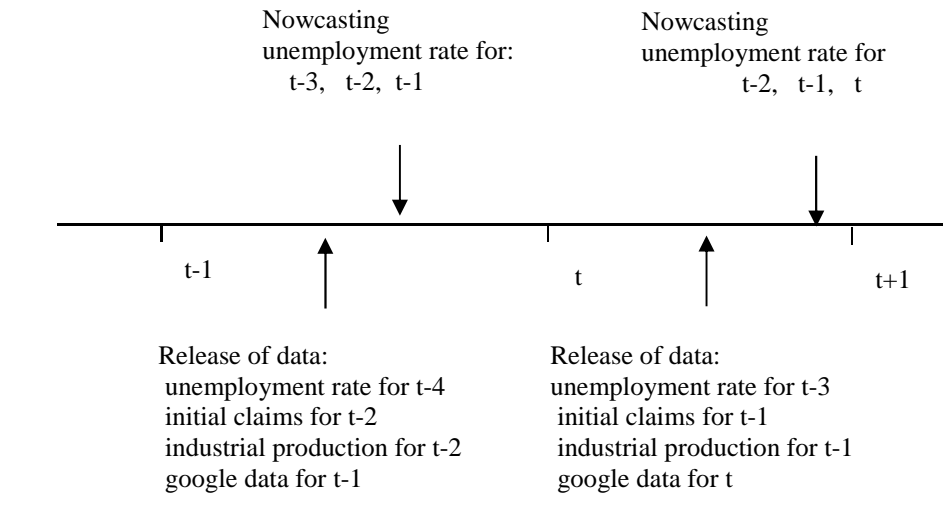 Nowcasting
unemployment rate for:
t-3, t-2, t-1
Nowcasting
unemployment rate for
t-2, t-1, t
t-1
t
t+1
Release of data:
unemployment rate for t-4
initial claims for t-2
industrial production for t-2
google data for t-1
Release of data:
unemployment rate for t-3
initial claims for t-1
industrial production for t-1
google data for t